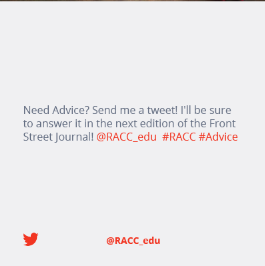 Need Advice? Send me a tweet! I'll be sure
to answer it in the next edition of the Front
Street Journal! @RACC_edu #RACC #Advice
@RACC_edu